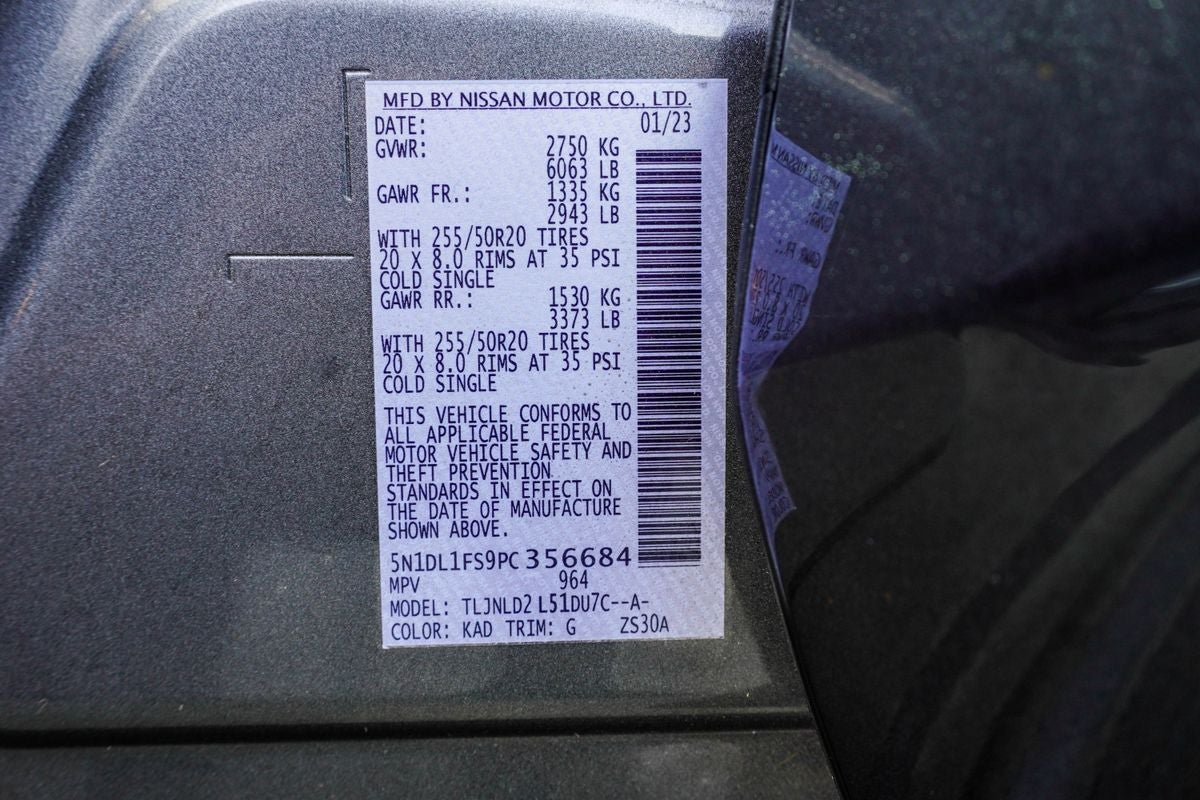 MFD BY NISSAN MOTOR CO., LTD.
DATE: 01/23
GVWR: 2750 KG
6063 LB
GAWR FR.: 1335 KG
2943 LB
WITH 255/50R20 TIRES
20 X 8.0 RIMS AT 35 PSI
COLD SINGLE
GAWR RR.: 1530 KG
3373 LB
WITH 255/50R20 TIRES
20 X 8.0 RIMS AT 35 PSI
COLD SINGLE
THIS VEHICLE CONFORMS TO
ALL APPLICABLE FEDERAL
MOTOR VEHICLE SAFETY AND
THEFT PREVENTION
STANDARDS IN EFFECT ON
THE DATE OF MANUFACTURE
SHOWN ABOVE.
5N1DL1FS9PC 356684
MPV 964
MODEL: TLJNLD2 L51DU7C--A-
COLOR: KAD TRIM: G ZS30A